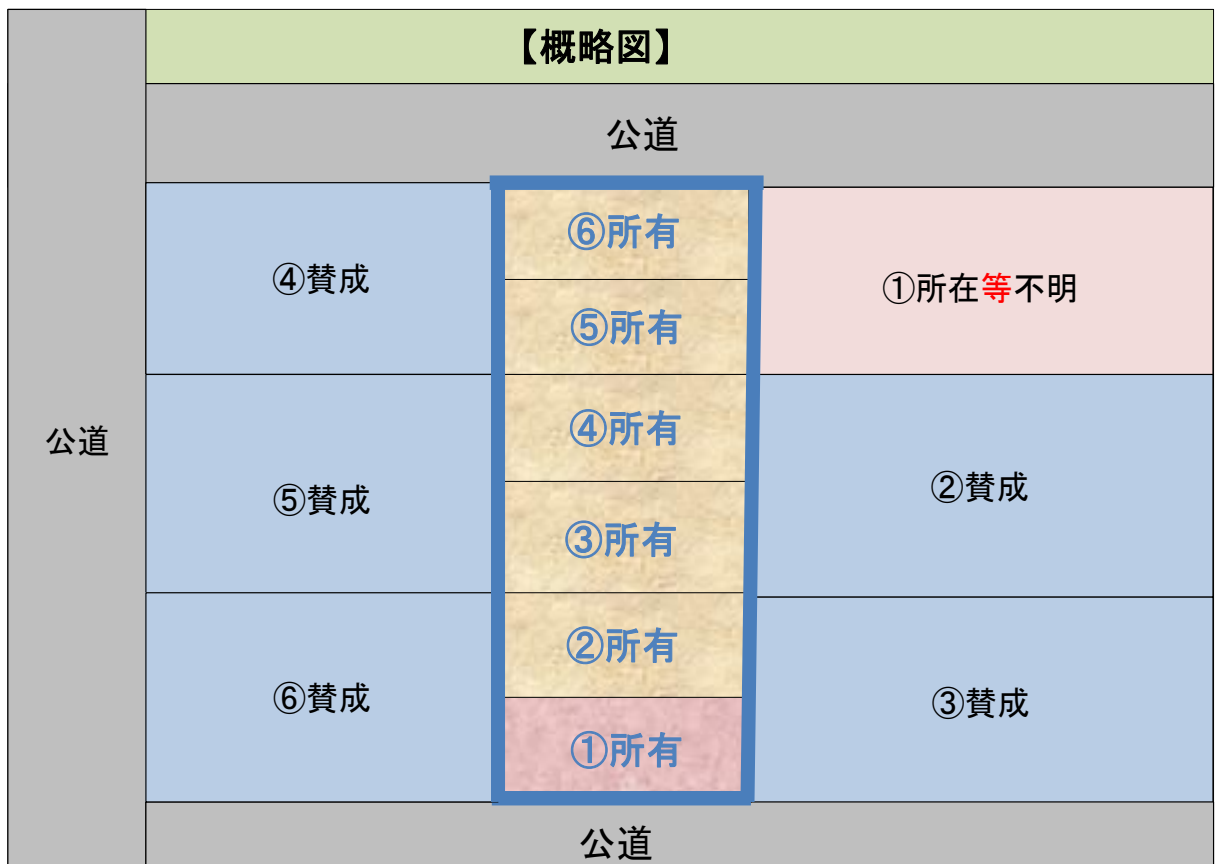 【概略図】
公道
公道
④賛成
⑤賛成
⑥賛成
⑥所有
⑤所有
④所有
③所有
②所有
①所有
①所在等不明
②賛成
③賛成
公道